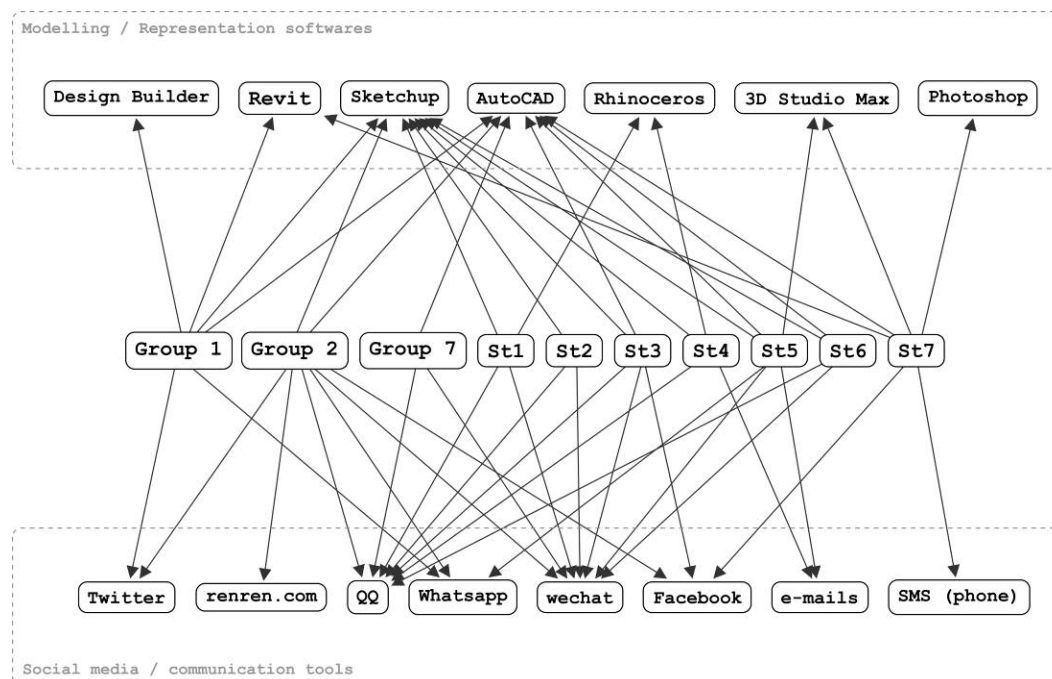 Modelling / Representation softwares
Design Builder
Revit
Sketchup
AutoCAD
Rhinoceros
3D Studio Max
Photoshop
Group 1
Group 2
Group 7
St1
St2
St3
St4
St5
St6
St7
Twitter
renren.com
QQ
Whatsapp
wechat
Facebook
e-mails
SMS (phone)
Social media / communication tools